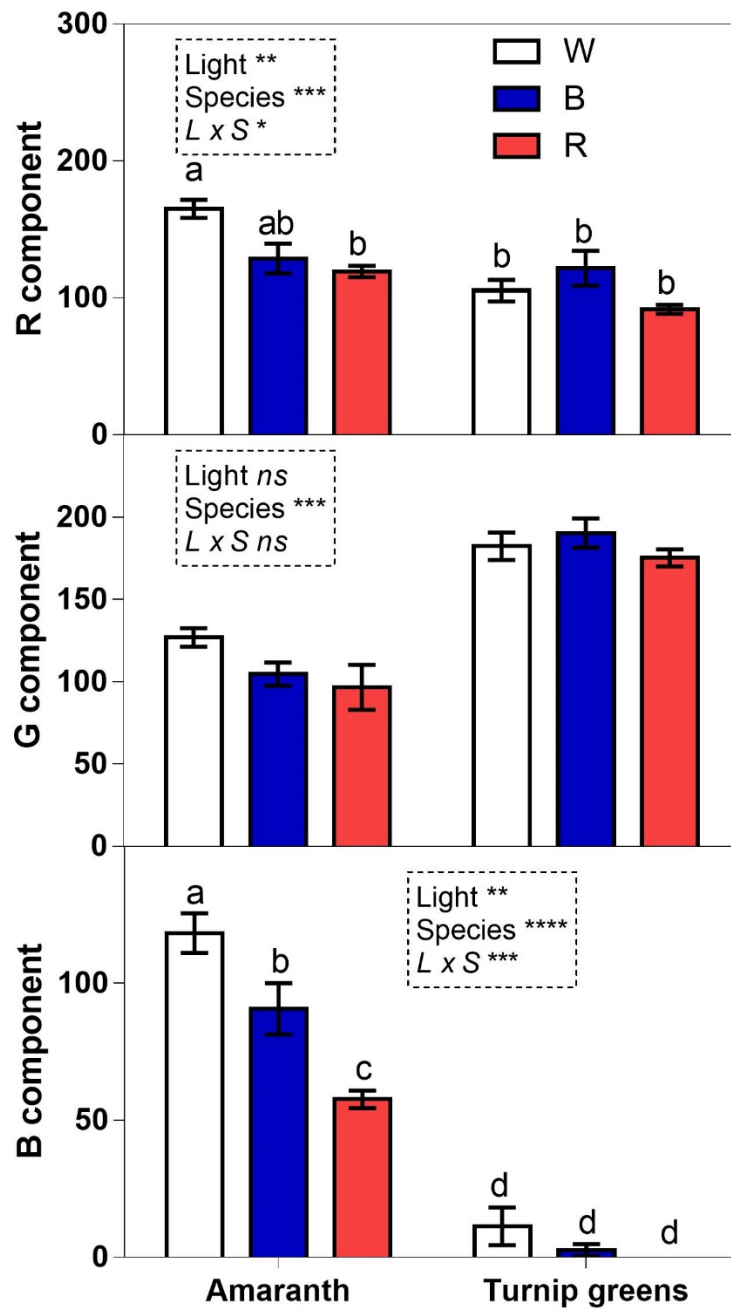 300
Light **
Species ***
L x S *
W
B
R
200
a
ab
b
b
b
b
100
R component
0
Light ns
Species ***
L x S ns
200
150
100
50
G component
0
a
b
c
Light **
Species ****
L x S ***
100
50
B component
d
d
d
0
Amaranth
Turnip greens